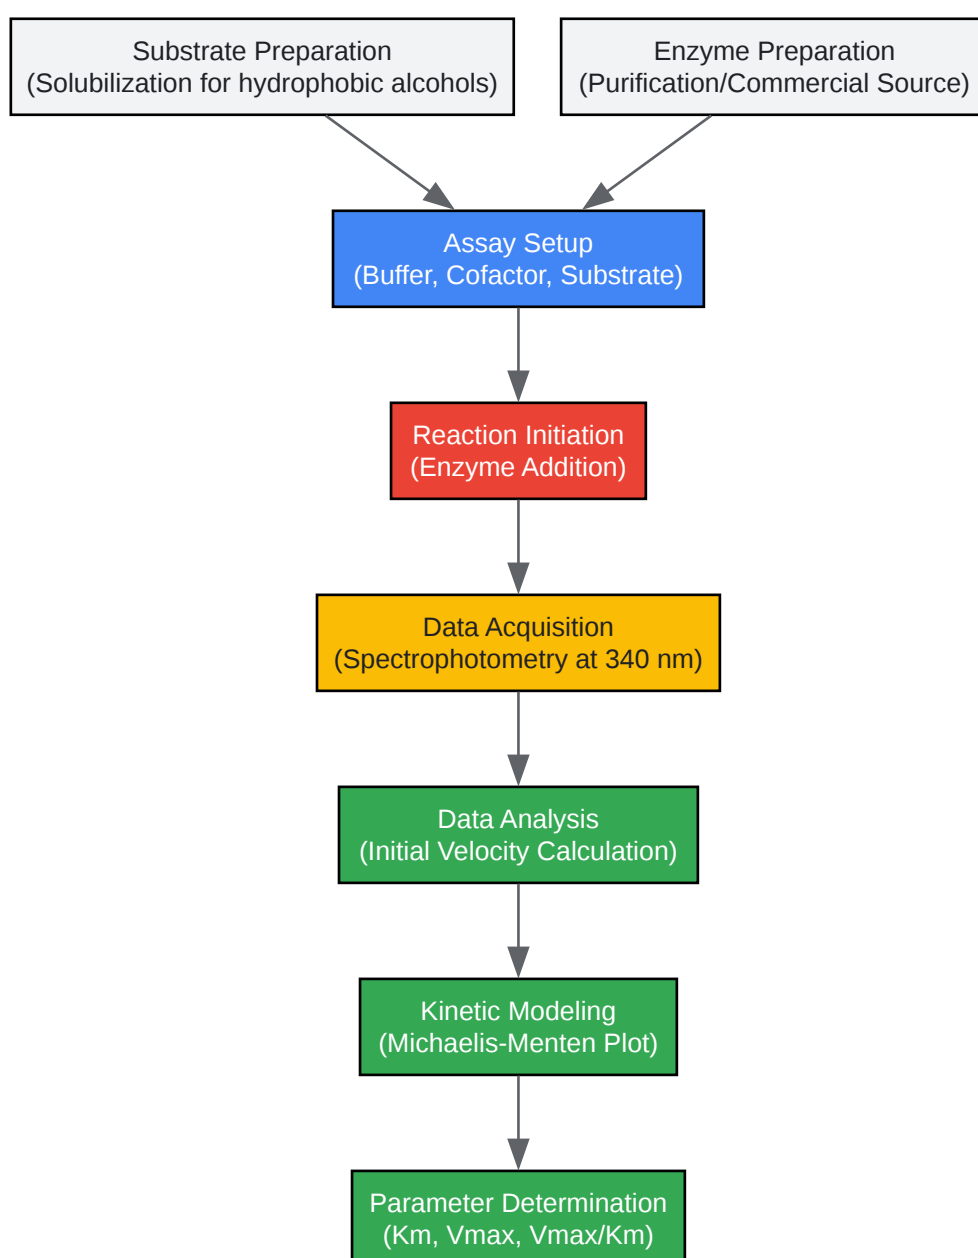 Substrate Preparation
(Solubilization for hydrophobic alcohols)
Enzyme Preparation
(Purification/Commercial Source)
Assay Setup
(Buffer, Cofactor, Substrate)
Reaction Initiation
(Enzyme Addition)
Data Acquisition
(Spectrophotometry at 340 nm)
Data Analysis
(Initial Velocity Calculation)
Kinetic Modeling
(Michaelis-Menten Plot)
Parameter Determination
(Km, Vmax, Vmax/Km)